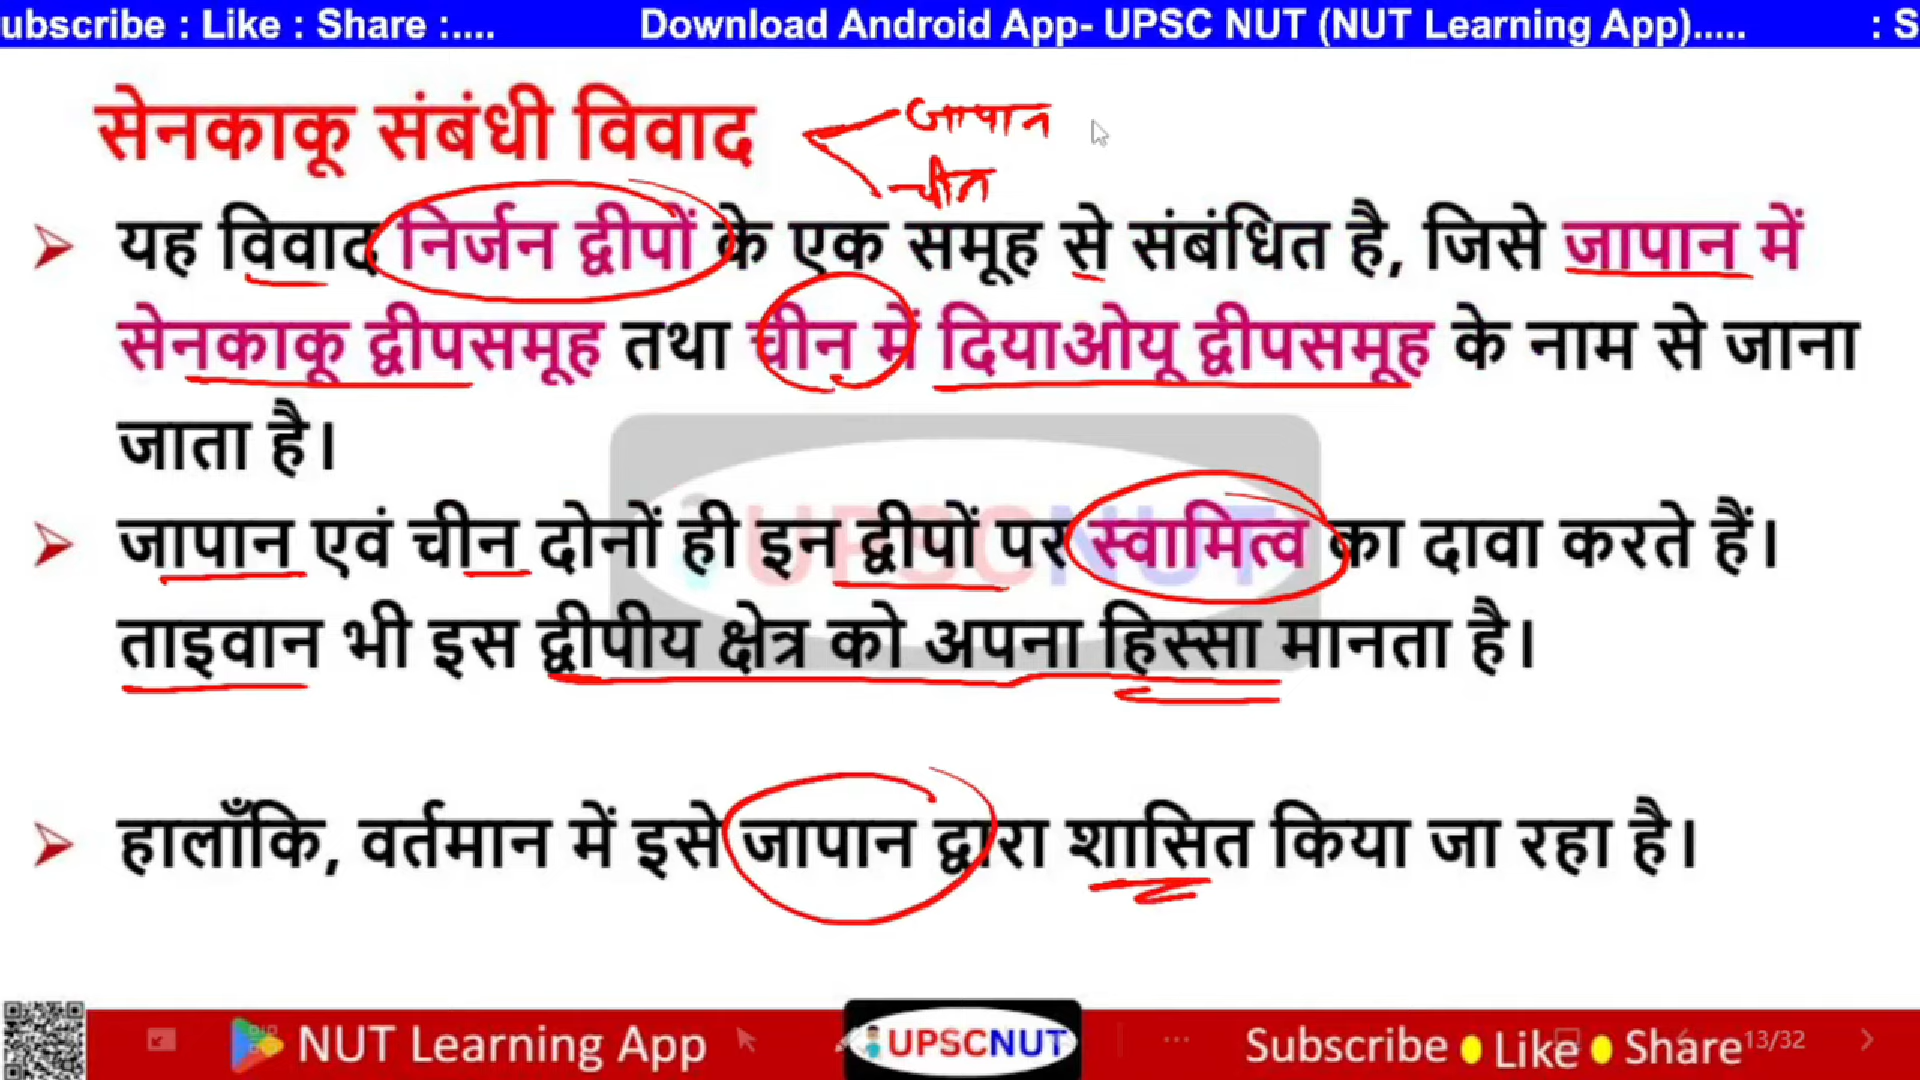 ubscribe : Like : Share :.... Download Android App- UPSC NUT (NUT Learning App)..... : S
सेनकाकू संबंधी विवाद
जापान
चीन
यह विवाद निर्जन द्वीपों के एक समूह से संबंधित है, जिसे जापान में
सेनकाकू द्वीपसमूह तथा चीन में दियाओयू द्वीपसमूह के नाम से जाना
जाता है।
जापान एवं चीन दोनों ही इन द्वीपों पर स्वामित्व का दावा करते हैं।
ताइवान भी इस द्वीपीय क्षेत्र को अपना हिस्सा मानता है।
हालाँकि, वर्तमान में इसे जापान द्वारा शासित किया जा रहा है।
UPSCNUT
NUT Learning App UPSCNUT Subscribe Like Share 13/32